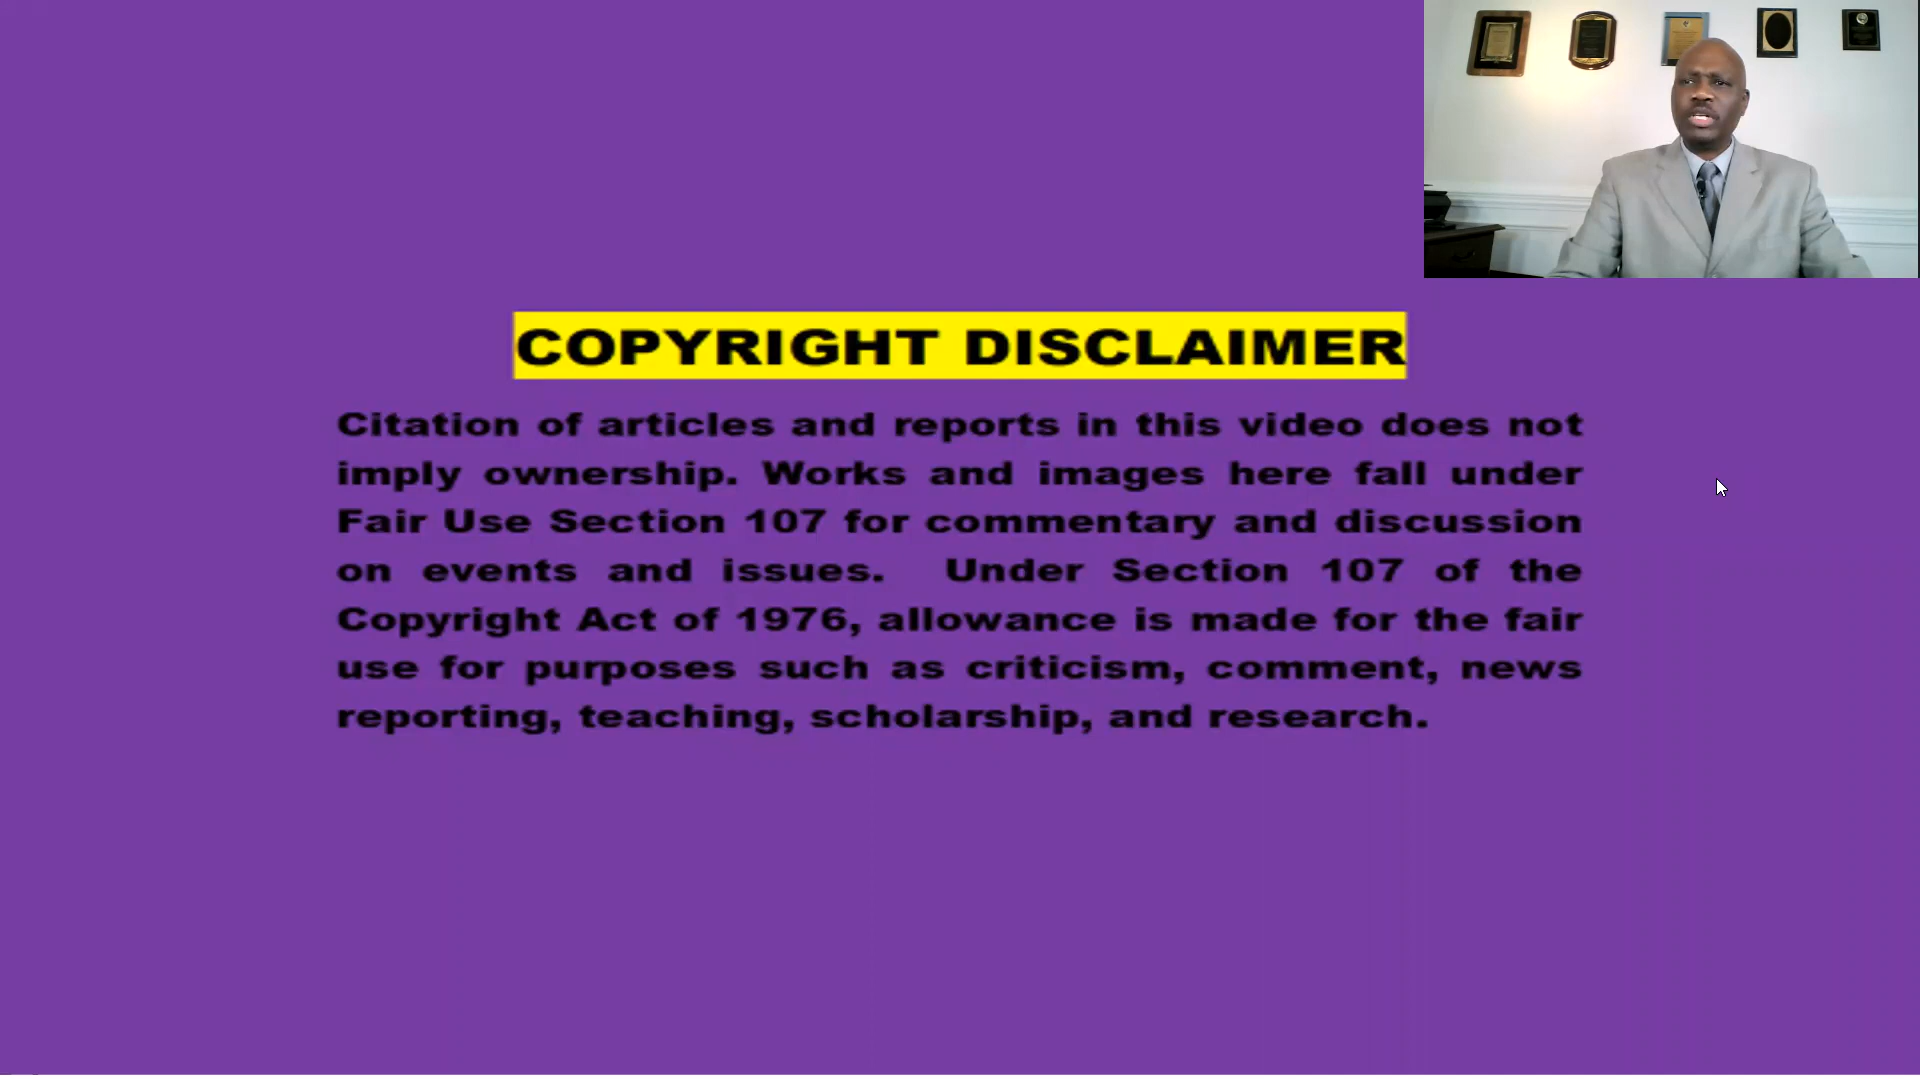 COPYRIGHT DISCLAIMER
Citation of articles and reports in this video does not
imply ownership. Works and images here fall under
Fair Use Section 107 for commentary and discussion
on events and issues. Under Section 107 of the
Copyright Act of 1976, allowance is made for the fair
use for purposes such as criticism, comment, news
reporting, teaching, scholarship, and research.